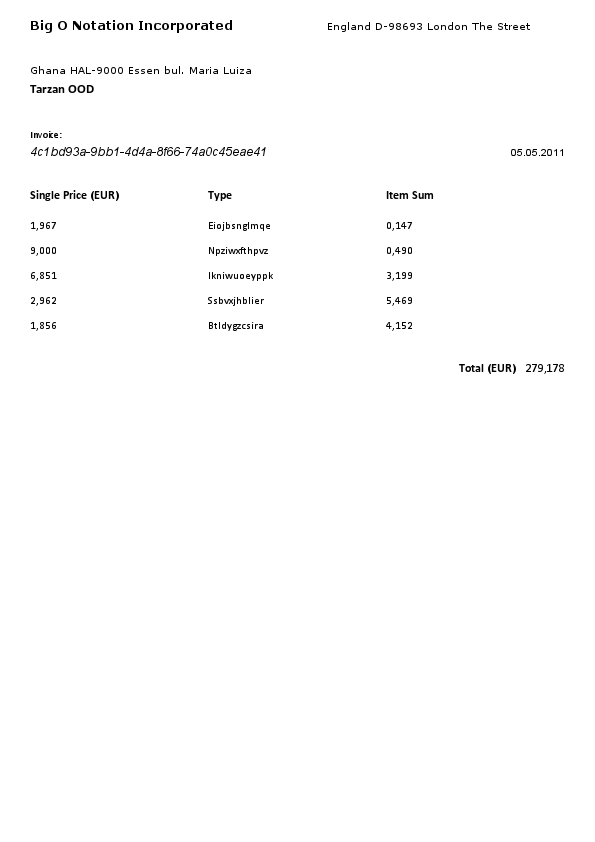 Big O Notation Incorporated England D-98693 London The Street
Ghana HAL-9000 Essen bul. Maria Luiza
Tarzan OOD
Invoice:
4c1bd93a-9bb1-4d4a-8f66-74a0c45eae41 05.05.2011
Single Price (EUR) Type Item Sum
1,967 Eiojbsnglmqe 0,147
9,000 Npziwxfthpvz 0,490
6,851 Ikniwuoeyppk 3,199
2,962 Ssbvxjhblier 5,469
1,856 Btldygzcsira 4,152
Total (EUR) 279,178